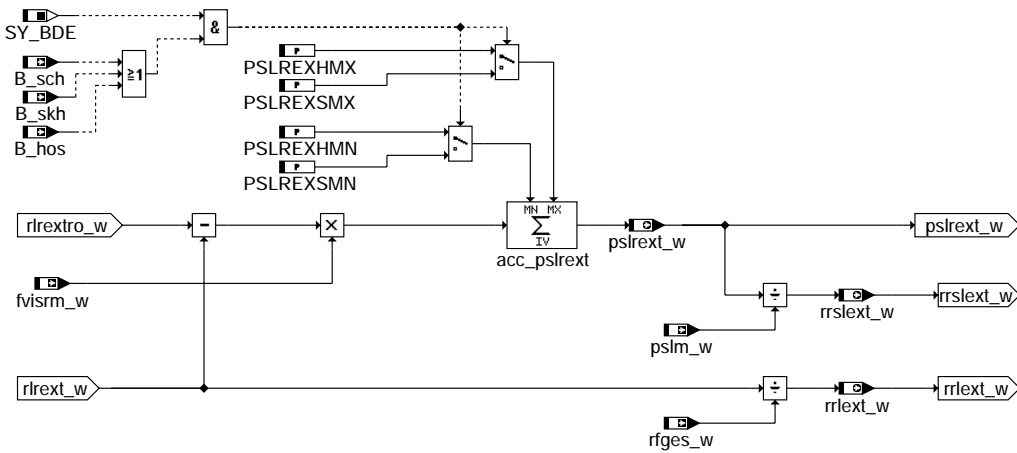 SY_BDE
&
B_sch
≥1
B_skh
B_hos
P
PSLREXHMX
P
PSLREXSMX
P
PSLREXHMN
P
PSLREXSMN
rlrextro_w
−
×
MN MX
Σ
IV
acc_pslrext
pslrext_w
pslrext_w
fvisrm_w
÷
rrslext_w
rrslext_w
pslm_w
rlrext_w
÷
rrlext_w
rrlext_w
rfges_w